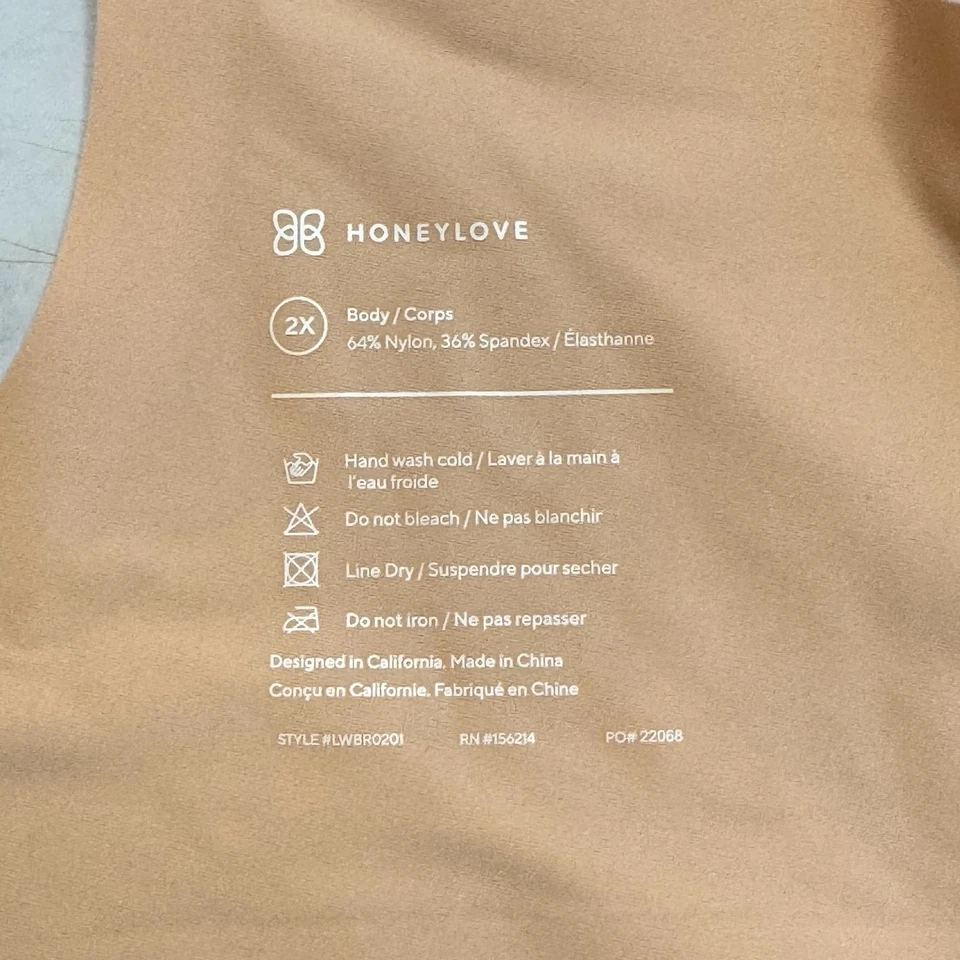 HONEYLOVE
2X
Body / Corps
64% Nylon, 36% Spandex / Élasthanne
Hand wash cold / Laver à la main à
l'eau froide
Do not bleach / Ne pas blanchir
Line Dry / Suspendre pour secher
Do not iron / Ne pas repasser
Designed in California. Made in China
Conçu en Californie. Fabriqué en Chine
STYLE #LWBR0201 RN #156214 PO# 22068